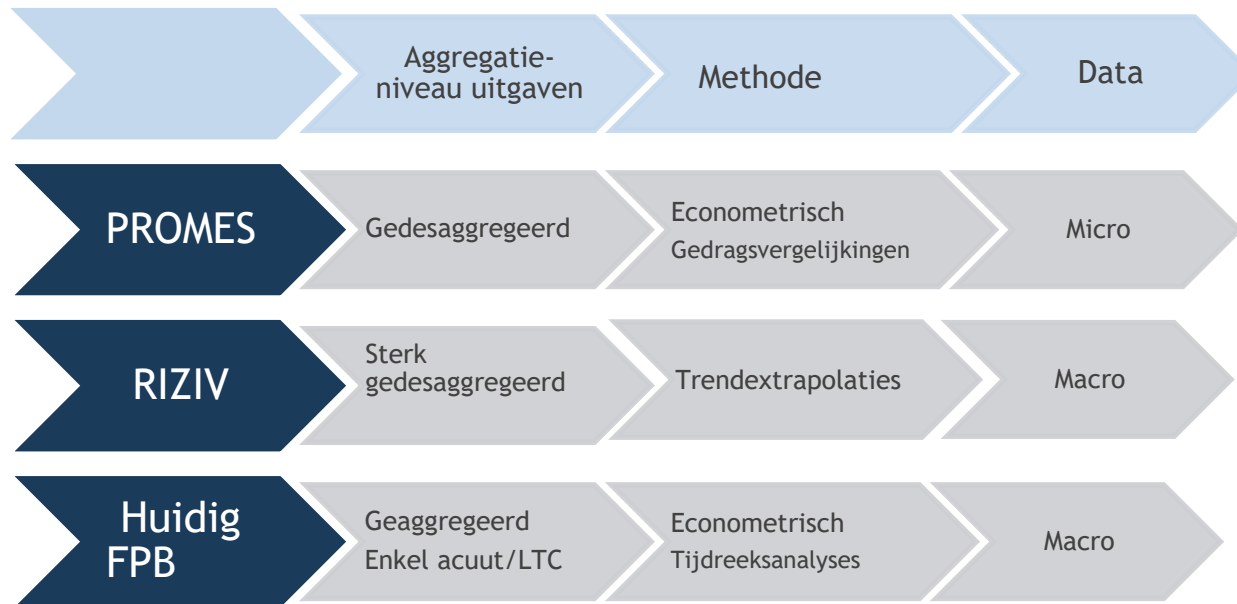 Aggregatie-
niveau uitgaven
Methode
Data
PROMES
Gedesaggregeerd
Econometrisch
Gedragsvergelijkingen
Micro
RIZIV
Sterk
gedesaggregeerd
Trendextrapolaties
Macro
Huidig
FPB
Geaggregeerd
Enkel acuut/LTC
Econometrisch
Tijdreeksanalyses
Macro